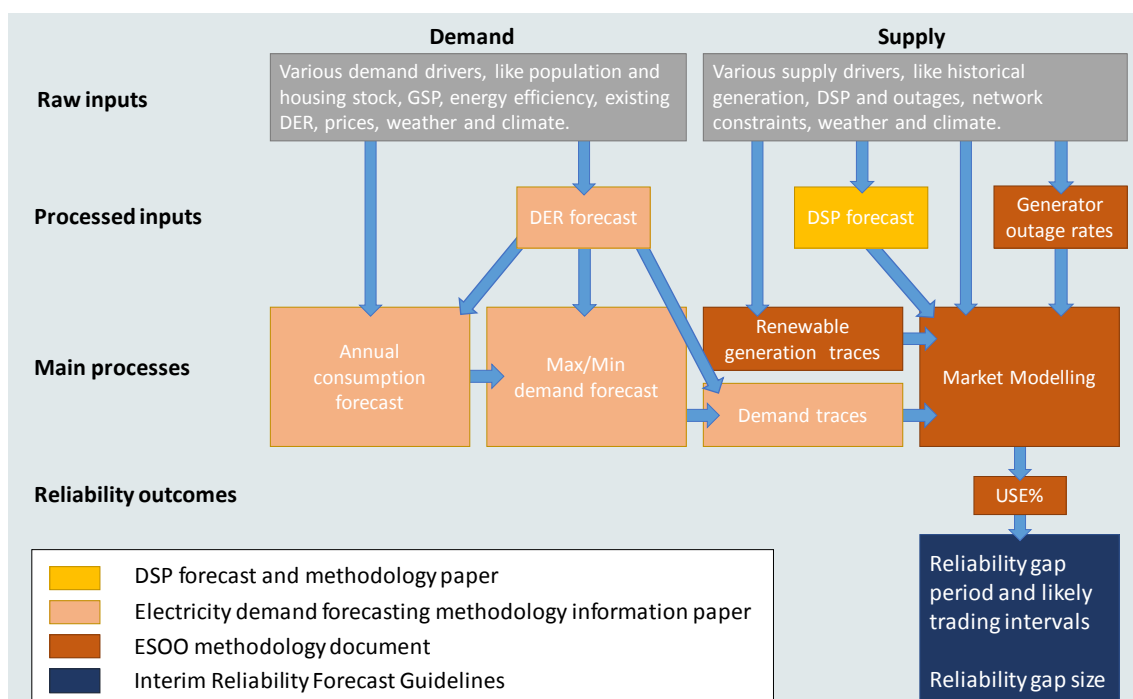 Demand
Supply
Raw inputs
Various demand drivers, like population and
housing stock, GSP, energy efficiency, existing
DER, prices, weather and climate.
Various supply drivers, like historical
generation, DSP and outages, network
constraints, weather and climate.
Processed inputs
DER forecast
DSP forecast
Generator
outage rates
Main processes
Annual
consumption
forecast
Max/Min
demand forecast
Renewable
generation traces
Demand traces
Market Modelling
Reliability outcomes
USE%
Reliability gap
period and likely
trading intervals
Reliability gap size
DSP forecast and methodology paper
Electricity demand forecasting methodology information paper
ESOO methodology document
Interim Reliability Forecast Guidelines